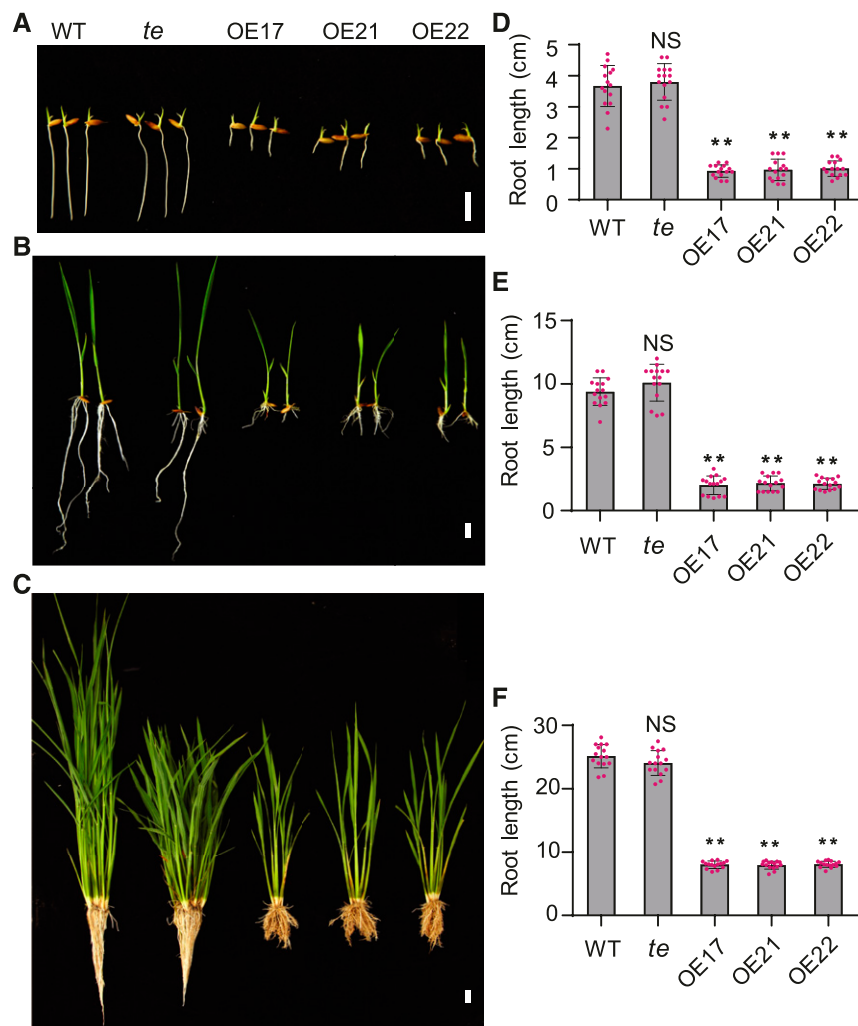 A
WT te OE17 OE21 OE22
B
C
D
Root length (cm)
5
4
3
2
1
0
NS
** ** **
WT te OE17 OE21 OE22
E
Root length (cm)
15
10
5
0
NS
** ** **
WT te OE17 OE21 OE22
F
Root length (cm)
30
20
10
0
NS
** ** **
WT te OE17 OE21 OE22